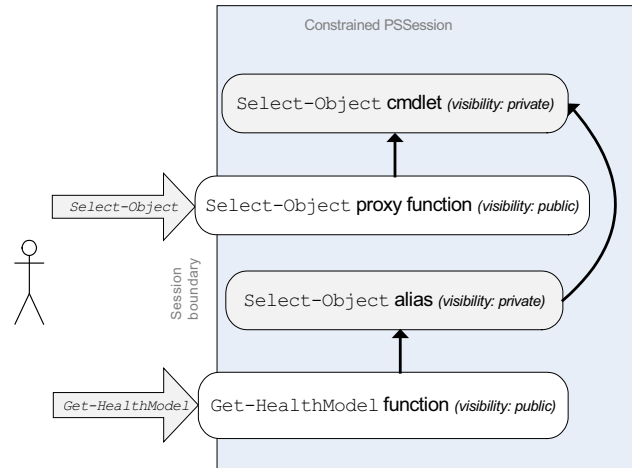 Constrained PSSession
Select-Object cmdlet (visibility: private)
Select-Object
Select-Object proxy function (visibility: public)
Session
boundary
Select-Object alias (visibility: private)
Get-HealthModel
Get-HealthModel function (visibility: public)